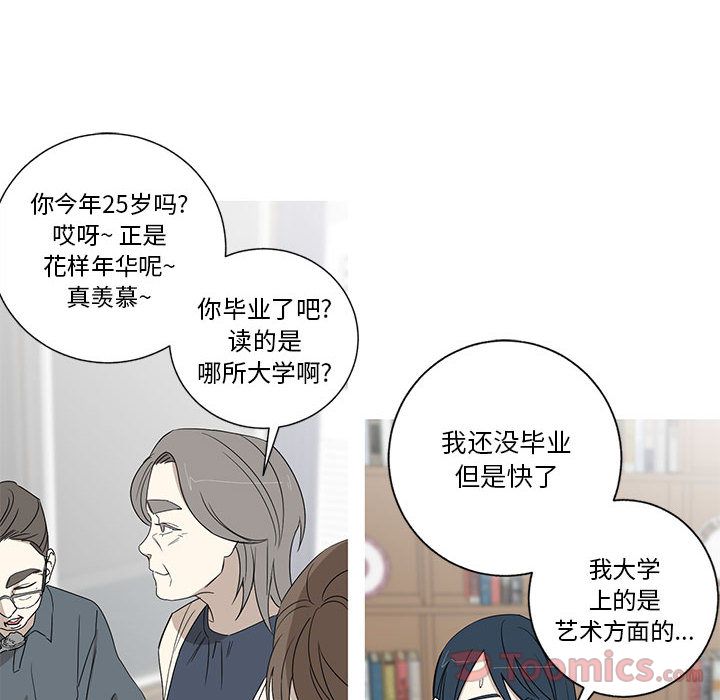 你今年25岁吗?
哎呀~ 正是
花样年华呢~
真羡慕~
你毕业了吧?
读的是
哪所大学啊?
我还没毕业
但是快了
我大学
上的是
艺术方面的...
Toomics.com